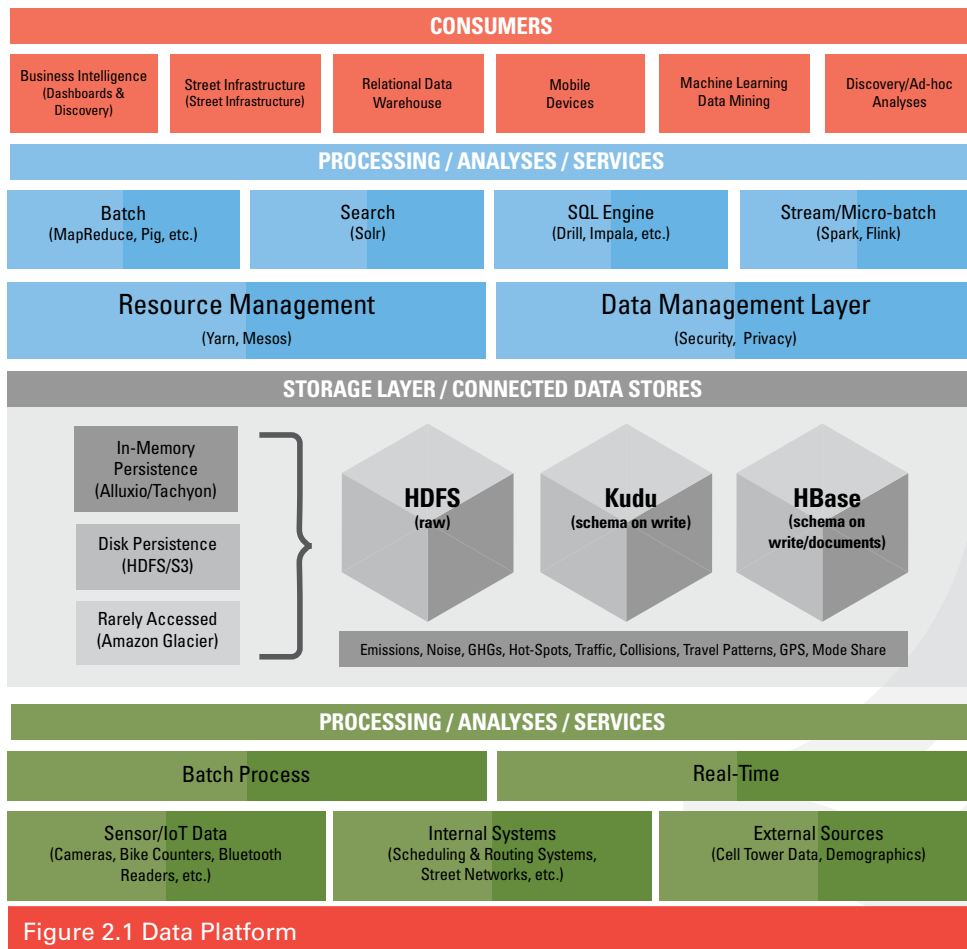 CONSUMERS
Business Intelligence
(Dashboards &
Discovery)
Street Infrastructure
(Street Infrastructure)
Relational Data
Warehouse
Mobile
Devices
Machine Learning
Data Mining
Discovery/Ad-hoc
Analyses
PROCESSING / ANALYSES / SERVICES
Batch
(MapReduce, Pig, etc.)
Search
(Solr)
SQL Engine
(Drill, Impala, etc.)
Stream/Micro-batch
(Spark, Flink)
Resource Management
(Yarn, Mesos)
Data Management Layer
(Security, Privacy)
STORAGE LAYER / CONNECTED DATA STORES
In-Memory
Persistence
(Alluxio/Tachyon)
Disk Persistence
(HDFS/S3)
Rarely Accessed
(Amazon Glacier)
HDFS
(raw)
Kudu
(schema on write)
HBase
(schema on
write/documents)
Emissions, Noise, GHGs, Hot-Spots, Traffic, Collisions, Travel Patterns, GPS, Mode Share
PROCESSING / ANALYSES / SERVICES
Batch Process
Real-Time
Sensor/IoT Data
(Cameras, Bike Counters, Bluetooth
Readers, etc.)
Internal Systems
(Scheduling & Routing Systems,
Street Networks, etc.)
External Sources
(Cell Tower Data, Demographics)
Figure 2.1 Data Platform